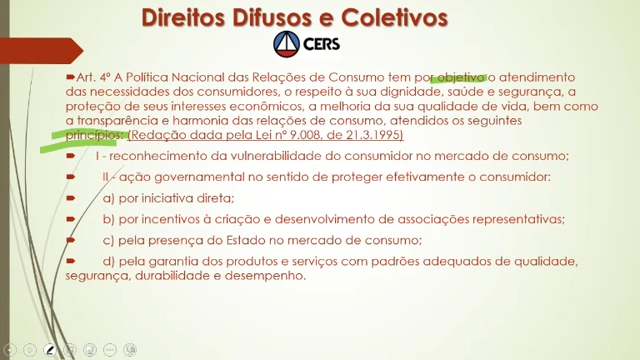 Direitos Difusos e Coletivos
CERS
Art. 4º A Política Nacional das Relações de Consumo tem por objetivo o atendimento
das necessidades dos consumidores, o respeito à sua dignidade, saúde e segurança, a
proteção de seus interesses econômicos, a melhoria da sua qualidade de vida, bem como
a transparência e harmonia das relações de consumo, atendidos os seguintes
princípios: (Redação dada pela Lei nº 9.008, de 21.3.1995)
I - reconhecimento da vulnerabilidade do consumidor no mercado de consumo;
II - ação governamental no sentido de proteger efetivamente o consumidor:
a) por iniciativa direta;
b) por incentivos à criação e desenvolvimento de associações representativas;
c) pela presença do Estado no mercado de consumo;
d) pela garantia dos produtos e serviços com padrões adequados de qualidade,
segurança, durabilidade e desempenho.